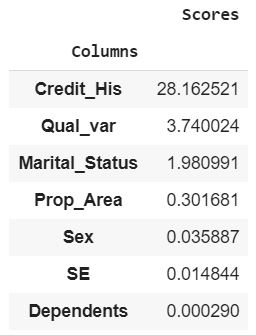 Scores
Columns
Credit_His 28.162521
Qual_var 3.740024
Marital_Status 1.980991
Prop_Area 0.301681
Sex 0.035887
SE 0.014844
Dependents 0.000290